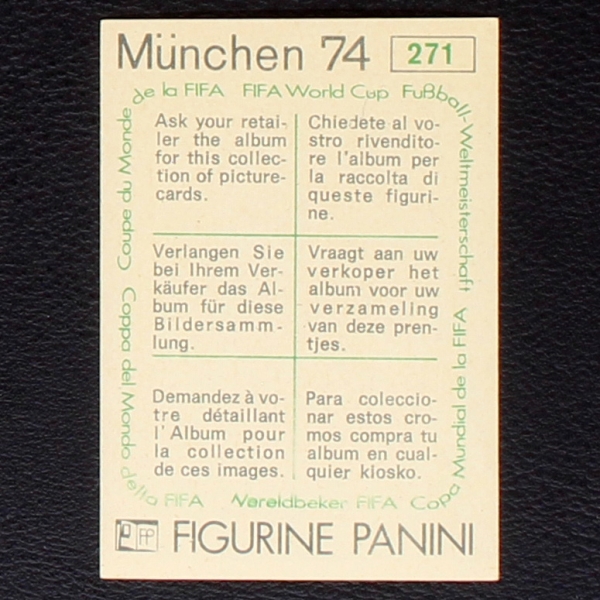 München 74 271
de la FIFA FIFA World Cup Fußball-Weltmeisterschaft
Ask your retai-
ler the album
for this collec-
tion of picture-
cards.
Chiedete al vo-
stro rivendito-
re l'album per
la raccolta di
queste figuri-
ne.
Verlangen Sie
bei Ihrem Ver-
käufer das Al-
bum für diese
Bildersamm-
lung.
Vraagt aan uw
verkoper het
album voor uw
verzameling
van deze pren-
tjes.
Demandez à vo-
tre détaillant
l'Album pour
la collection
de ces images.
Para coleccio-
nar estos cro-
mos compra tu
album en cual-
quier kiosko.
Copa Mundial de la FIFA
Wereldbeker FIFA
Coppa del Mondo della FIFA
Coupe du Monde
FP FIGURINE PANINI